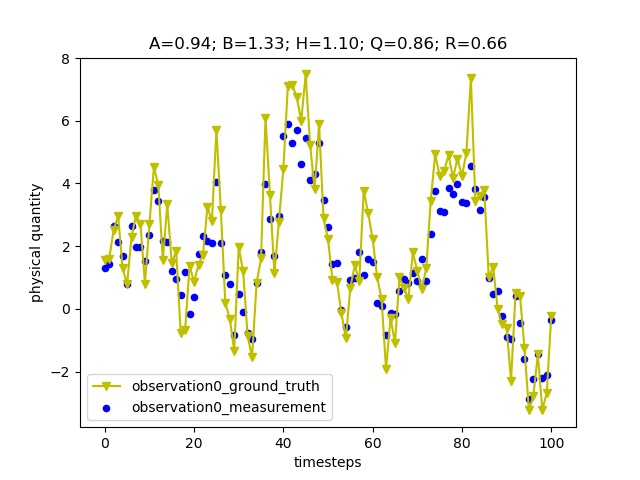 A=0.94; B=1.33; H=1.10; Q=0.86; R=0.66
physical quantity
8
6
4
2
0
−2
observation0_ground_truth
observation0_measurement
0 20 40 60 80 100
timesteps